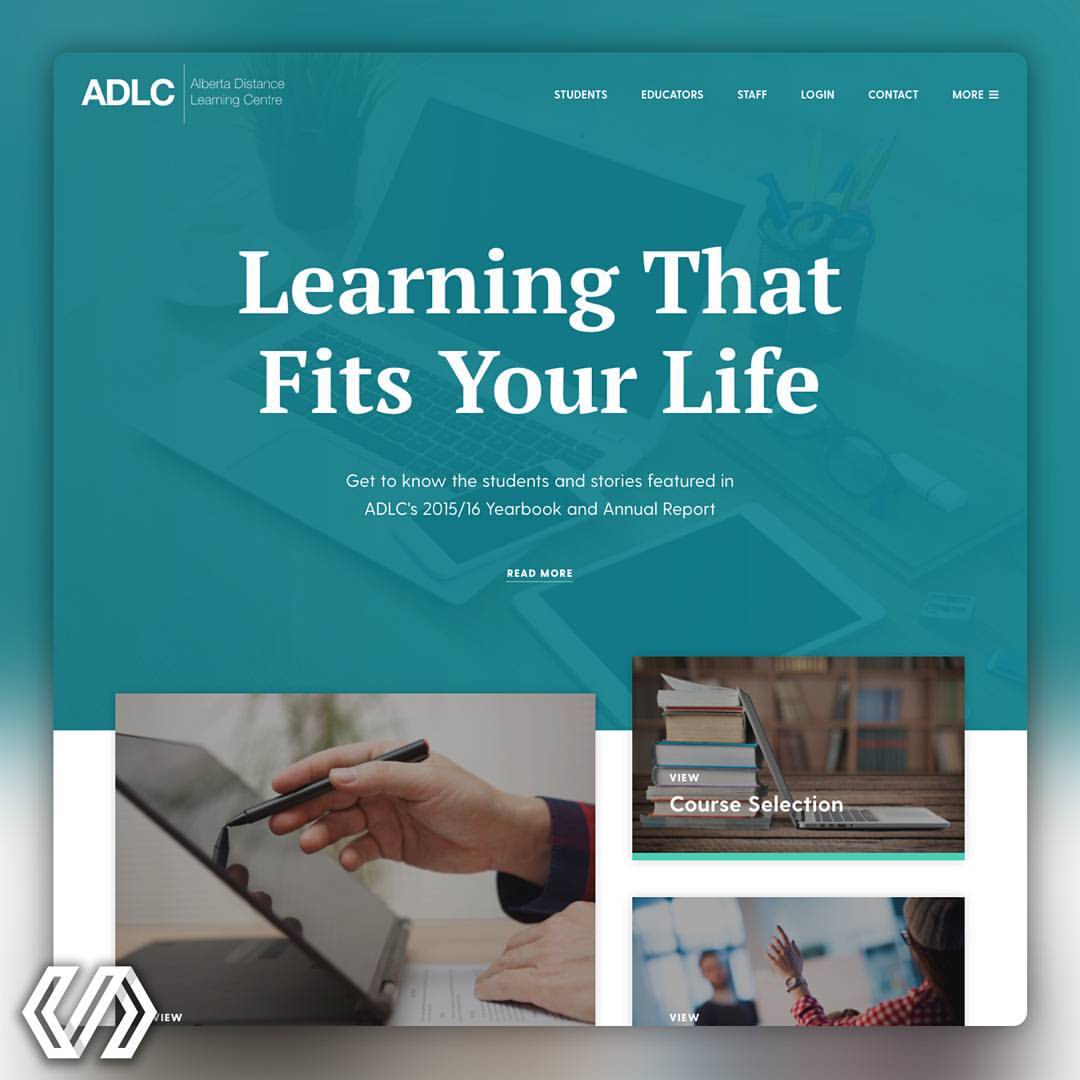 ADLC
Alberta Distance
Learning Centre
STUDENTS
EDUCATORS
STAFF
LOGIN
CONTACT
MORE
Learning That
Fits Your Life
Get to know the students and stories featured in
ADLC's 2015/16 Yearbook and Annual Report
READ MORE
VIEW
Course Selection
VIEW
VIEW